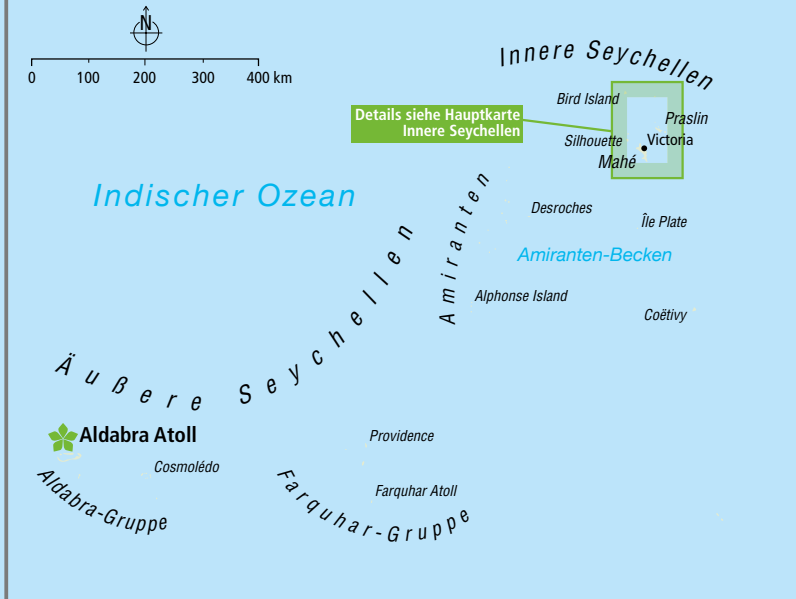 N
0 100 200 300 400 km
Innere Seychellen
Bird Island
Details siehe Hauptkarte
Innere Seychellen
Praslin
Silhouette
Victoria
Mahé
Indischer Ozean
Desroches
Île Plate
Amiranten
Amiranten-Becken
Alphonse Island
Coëtivy
Äußere Seychellen
Aldabra Atoll
Providence
Cosmolédo
Farquhar Atoll
Aldabra-Gruppe
Farquhar-Gruppe